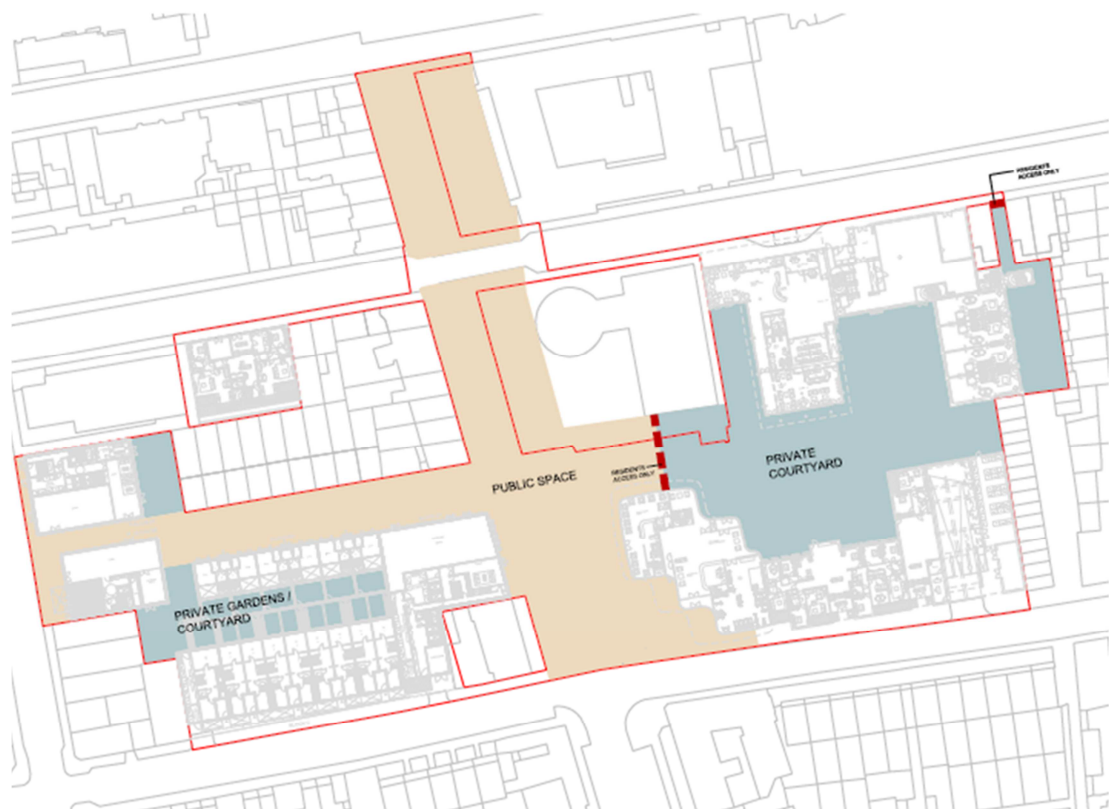 RESIDENTS
ACCESS ONLY
PUBLIC SPACE
RESIDENTS
ACCESS ONLY
PRIVATE
COURTYARD
PRIVATE GARDENS /
COURTYARD